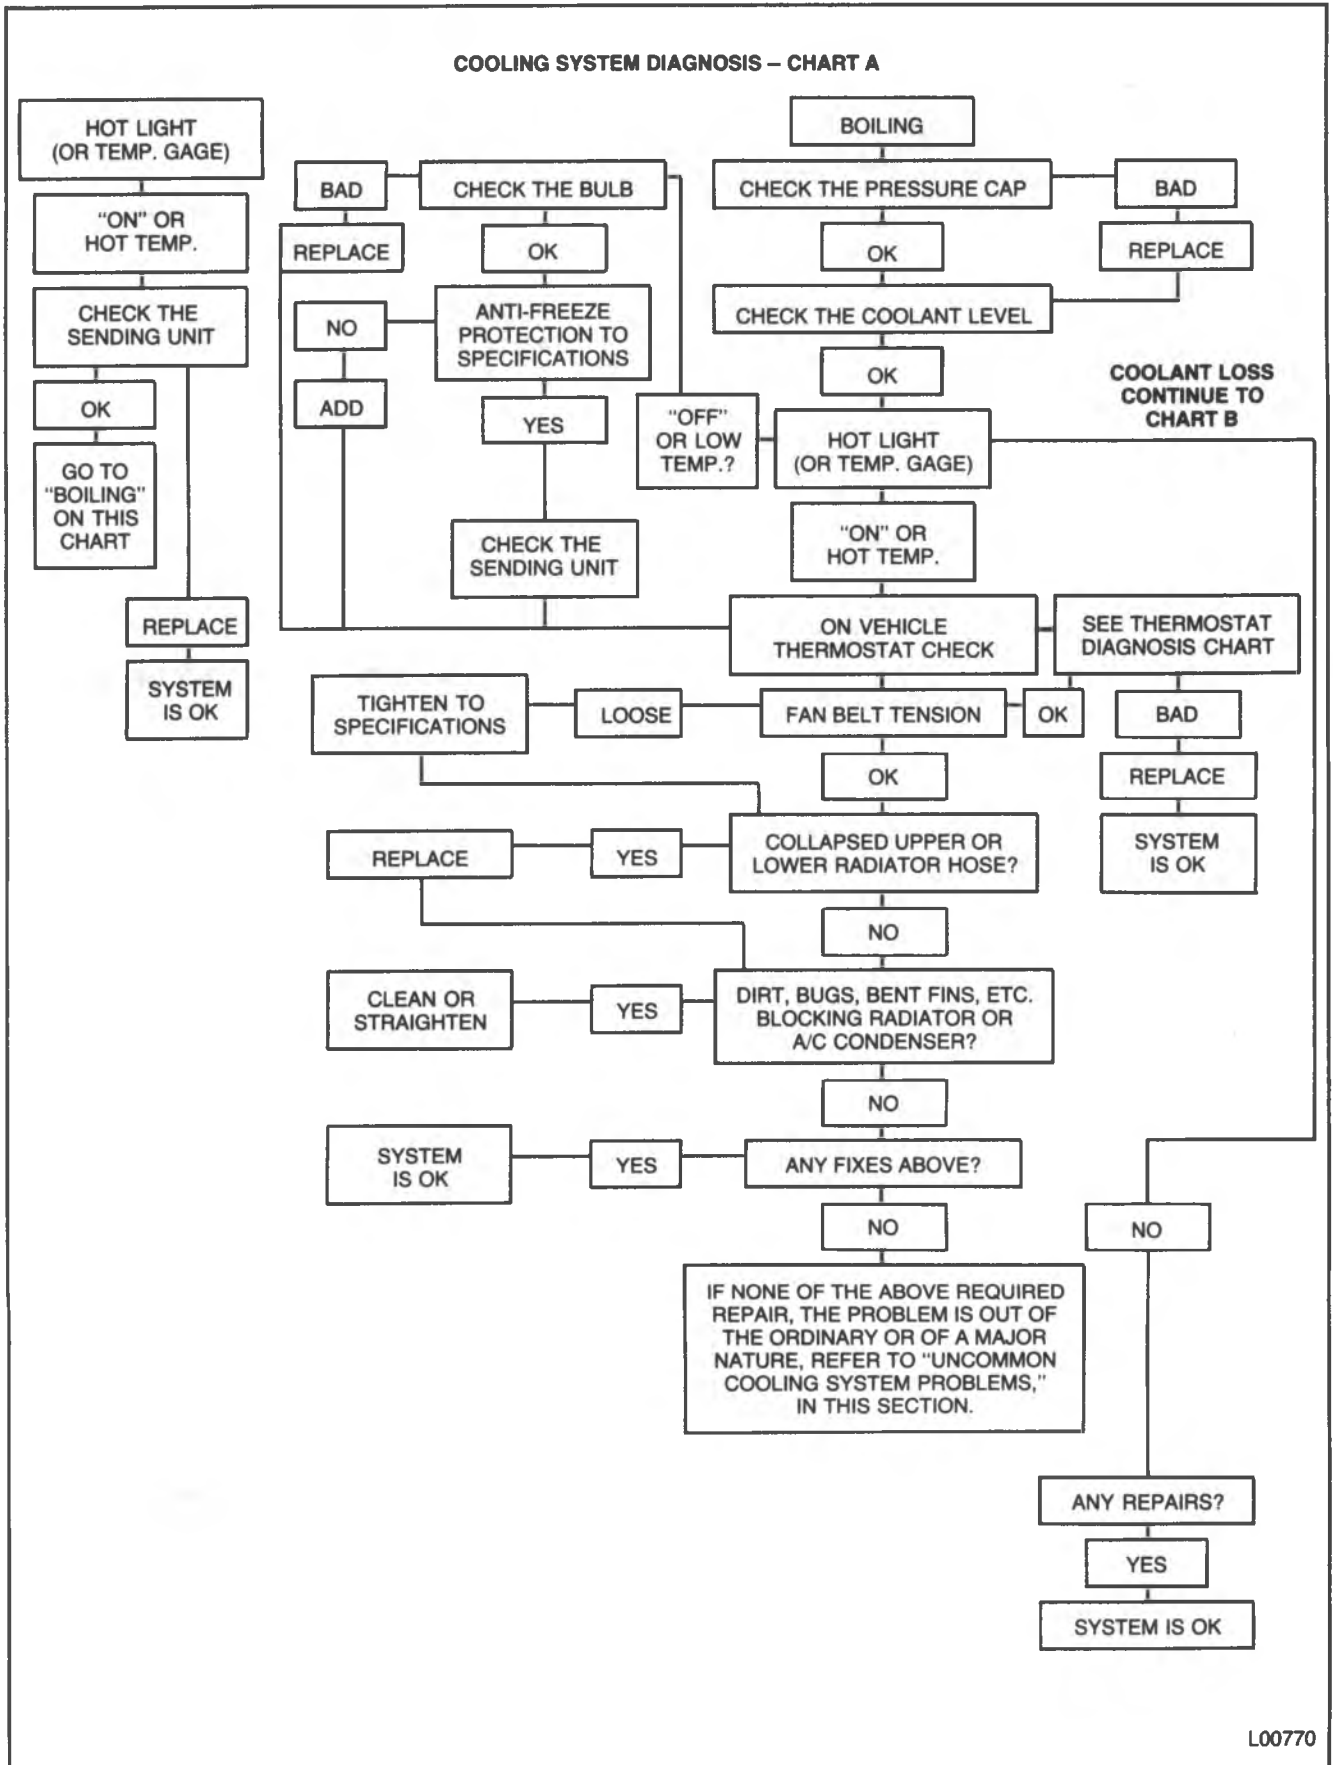 COOLING SYSTEM DIAGNOSIS – CHART A
HOT LIGHT
(OR TEMP. GAGE)
"ON" OR
HOT TEMP.
CHECK THE
SENDING UNIT
OK
GO TO
"BOILING"
ON THIS
CHART
REPLACE
SYSTEM
IS OK
BAD
CHECK THE BULB
REPLACE
OK
NO
ANTI-FREEZE
PROTECTION TO
SPECIFICATIONS
ADD
YES
CHECK THE
SENDING UNIT
BOILING
CHECK THE PRESSURE CAP
BAD
OK
REPLACE
CHECK THE COOLANT LEVEL
OK
COOLANT LOSS
CONTINUE TO
CHART B
"OFF"
OR LOW
TEMP.?
HOT LIGHT
(OR TEMP. GAGE)
"ON" OR
HOT TEMP.
ON VEHICLE
THERMOSTAT CHECK
SEE THERMOSTAT
DIAGNOSIS CHART
TIGHTEN TO
SPECIFICATIONS
LOOSE
FAN BELT TENSION
OK
BAD
OK
REPLACE
SYSTEM
IS OK
REPLACE
YES
COLLAPSED UPPER OR
LOWER RADIATOR HOSE?
NO
CLEAN OR
STRAIGHTEN
YES
DIRT, BUGS, BENT FINS, ETC.
BLOCKING RADIATOR OR
A/C CONDENSER?
NO
SYSTEM
IS OK
YES
ANY FIXES ABOVE?
NO
NO
IF NONE OF THE ABOVE REQUIRED
REPAIR, THE PROBLEM IS OUT OF
THE ORDINARY OR OF A MAJOR
NATURE, REFER TO "UNCOMMON
COOLING SYSTEM PROBLEMS,"
IN THIS SECTION.
ANY REPAIRS?
YES
SYSTEM IS OK
L00770